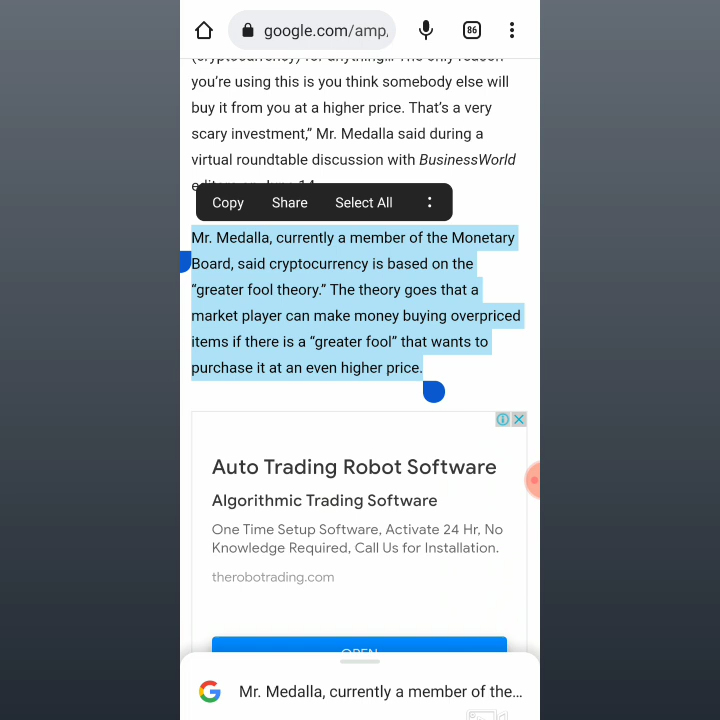 google.com/amp
86
you’re using this is you think somebody else will
buy it from you at a higher price. That’s a very
scary investment,” Mr. Medalla said during a
virtual roundtable discussion with BusinessWorld
Copy Share Select All
Mr. Medalla, currently a member of the Monetary
Board, said cryptocurrency is based on the
“greater fool theory.” The theory goes that a
market player can make money buying overpriced
items if there is a “greater fool” that wants to
purchase it at an even higher price.
Auto Trading Robot Software
Algorithmic Trading Software
One Time Setup Software, Activate 24 Hr, No
Knowledge Required, Call Us for Installation.
therobotrading.com
OPEN
Mr. Medalla, currently a member of the...